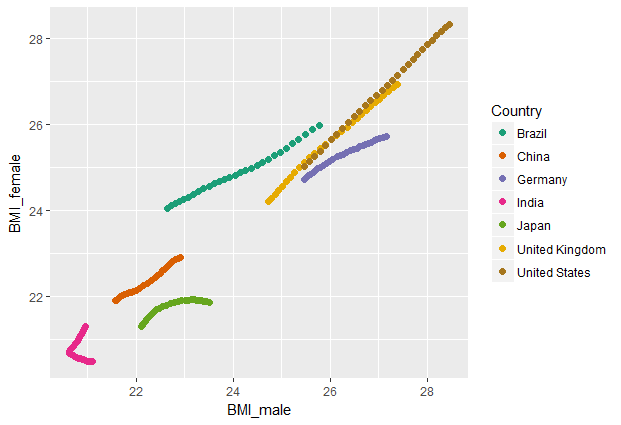 28
26
24
22
BMI_female
22
24
26
28
BMI_male
Country
Brazil
China
Germany
India
Japan
United Kingdom
United States